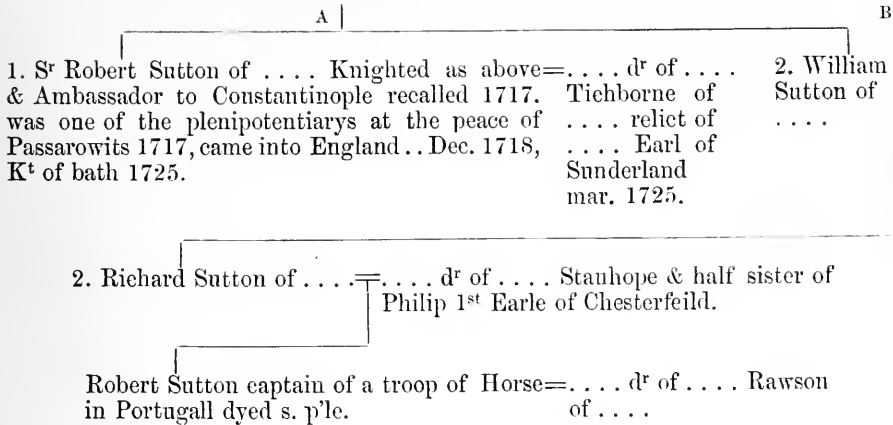 A
B
1. Sʳ Robert Sutton of . . . . Knighted as above=. . . . dʳ of . . . . 2. William
& Ambassador to Constantinople recalled 1717. Tichborne of Sutton of
was one of the plenipotentiarys at the peace of . . . . relict of . . . .
Passarowits 1717, came into England . . Dec. 1718, . . . . Earl of
Kᵗ of bath 1725. Sunderland
mar. 1725.
2. Richard Sutton of . . . .=. . . . dʳ of . . . . Stanhope & half sister of
Philip 1ˢᵗ Earle of Chesterfeild.
Robert Sutton captain of a troop of Horse=. . . . dʳ of . . . . Rawson
in Portugall dyed s. p'le. of . . . .